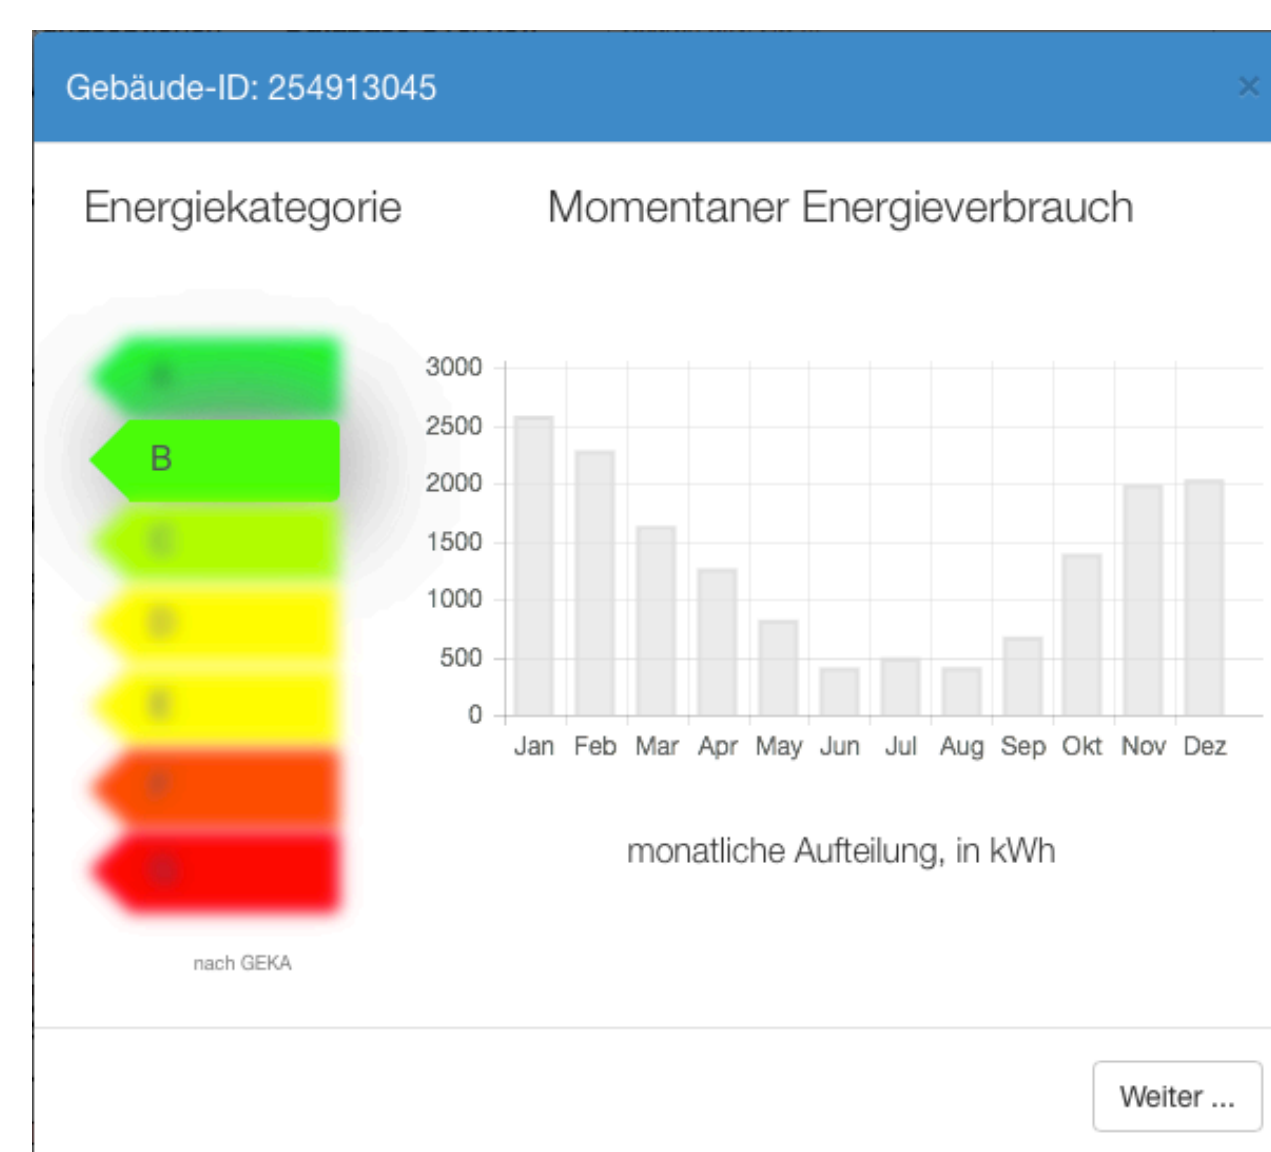 Gebäude-ID: 254913045
×
Energiekategorie
Momentaner Energieverbrauch
A
B
C
D
E
F
G
nach GEKA
3000
2500
2000
1500
1000
500
0
Jan Feb Mar Apr May Jun Jul Aug Sep Okt Nov Dez
monatliche Aufteilung, in kWh
Weiter ...